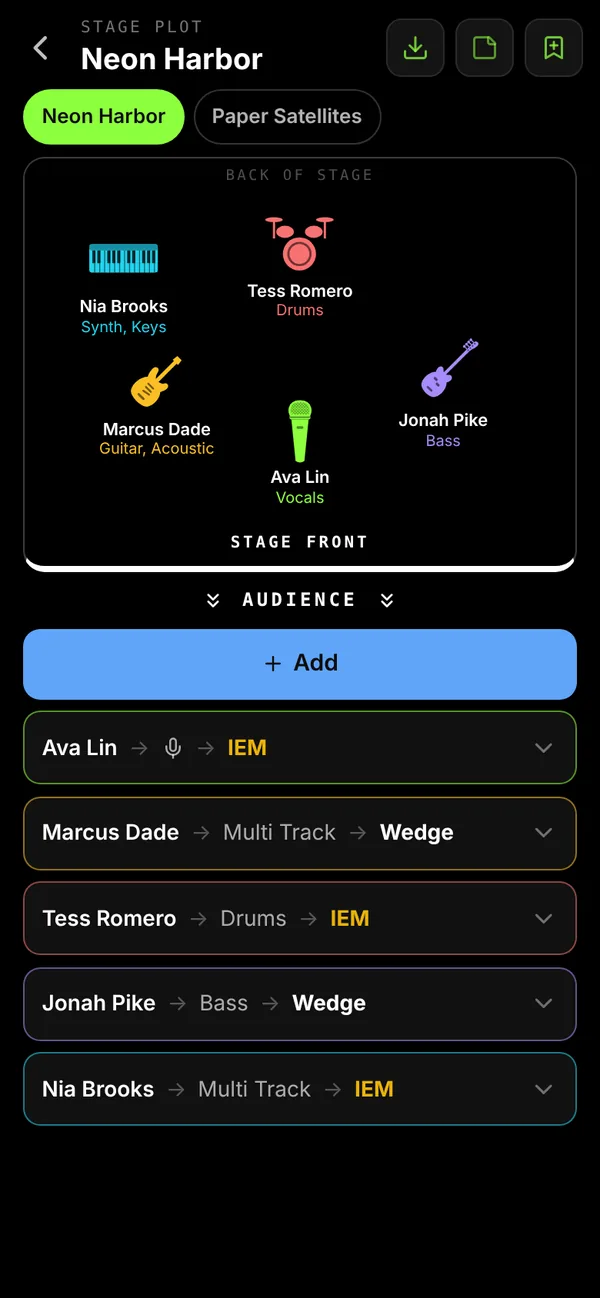 STAGE PLOT
Neon Harbor
Neon Harbor
Paper Satellites
BACK OF STAGE
Tess Romero
Drums
Nia Brooks
Synth, Keys
Marcus Dade
Guitar, Acoustic
Jonah Pike
Bass
Ava Lin
Vocals
STAGE FRONT
AUDIENCE
+ Add
Ava Lin → → IEM
Marcus Dade → Multi Track → Wedge
Tess Romero → Drums → IEM
Jonah Pike → Bass → Wedge
Nia Brooks → Multi Track → IEM